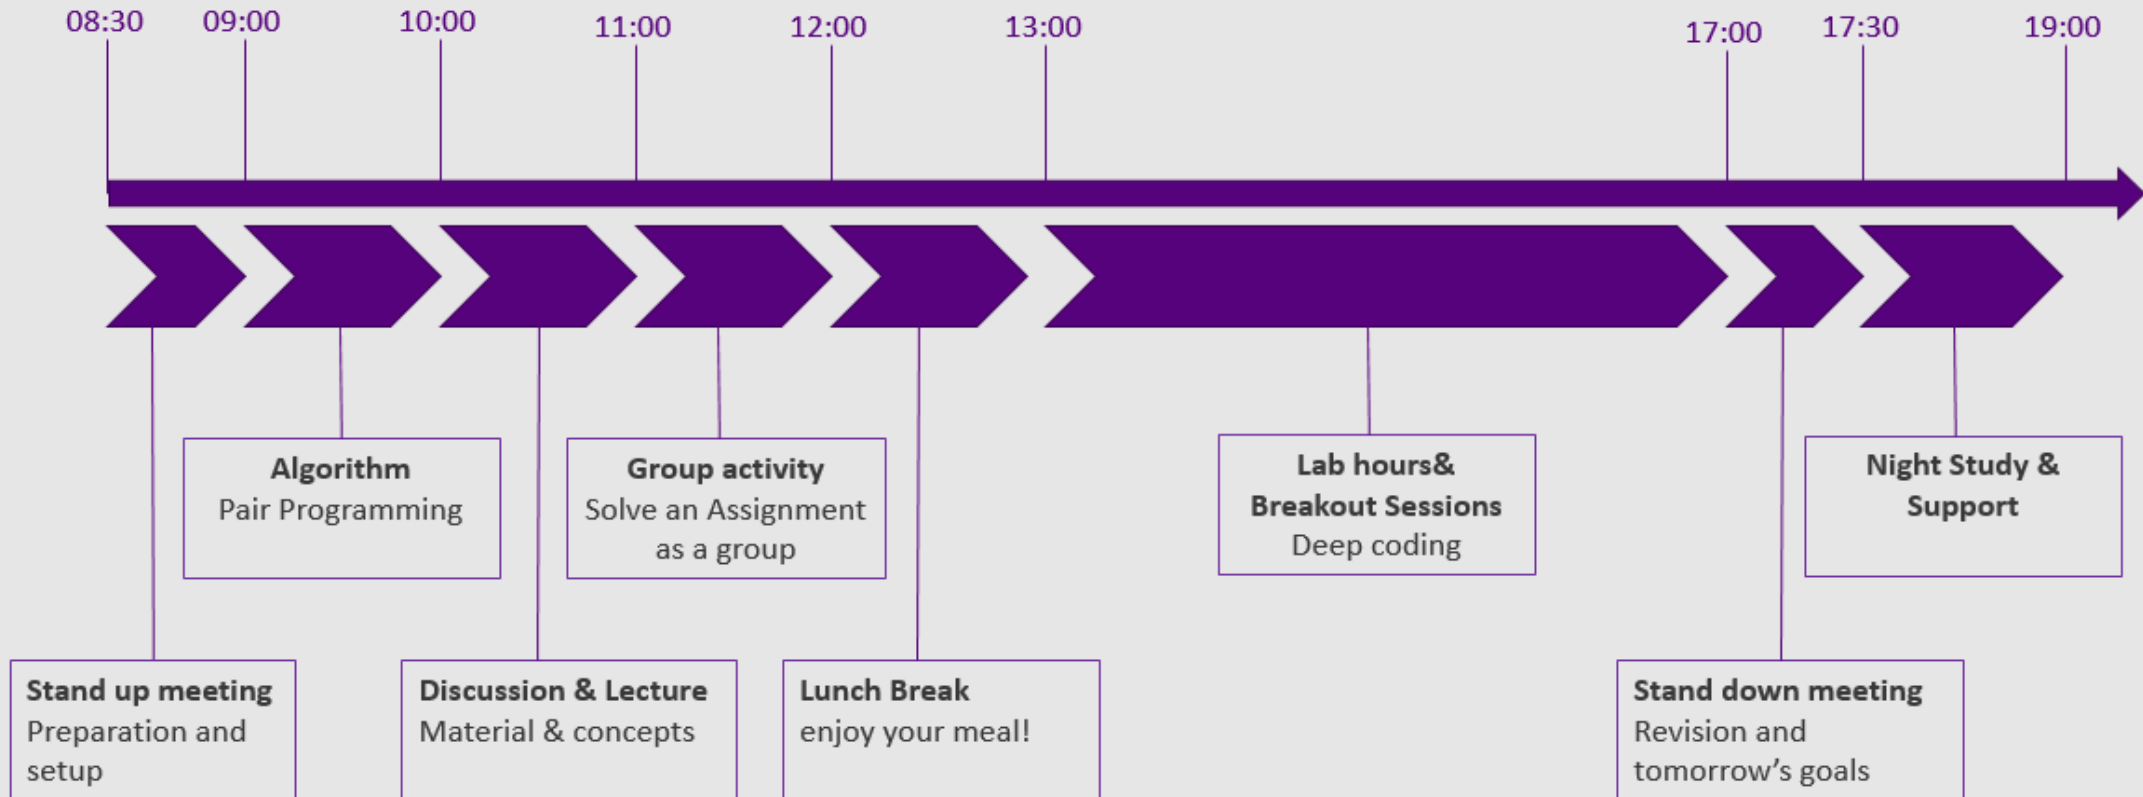 08:30
09:00
10:00
11:00
12:00
13:00
17:00
17:30
19:00
Algorithm
Pair Programming
Group activity
Solve an Assignment
as a group
Lab hours&
Breakout Sessions
Deep coding
Night Study &
Support
Stand up meeting
Preparation and
setup
Discussion & Lecture
Material & concepts
Lunch Break
enjoy your meal!
Stand down meeting
Revision and
tomorrow’s goals